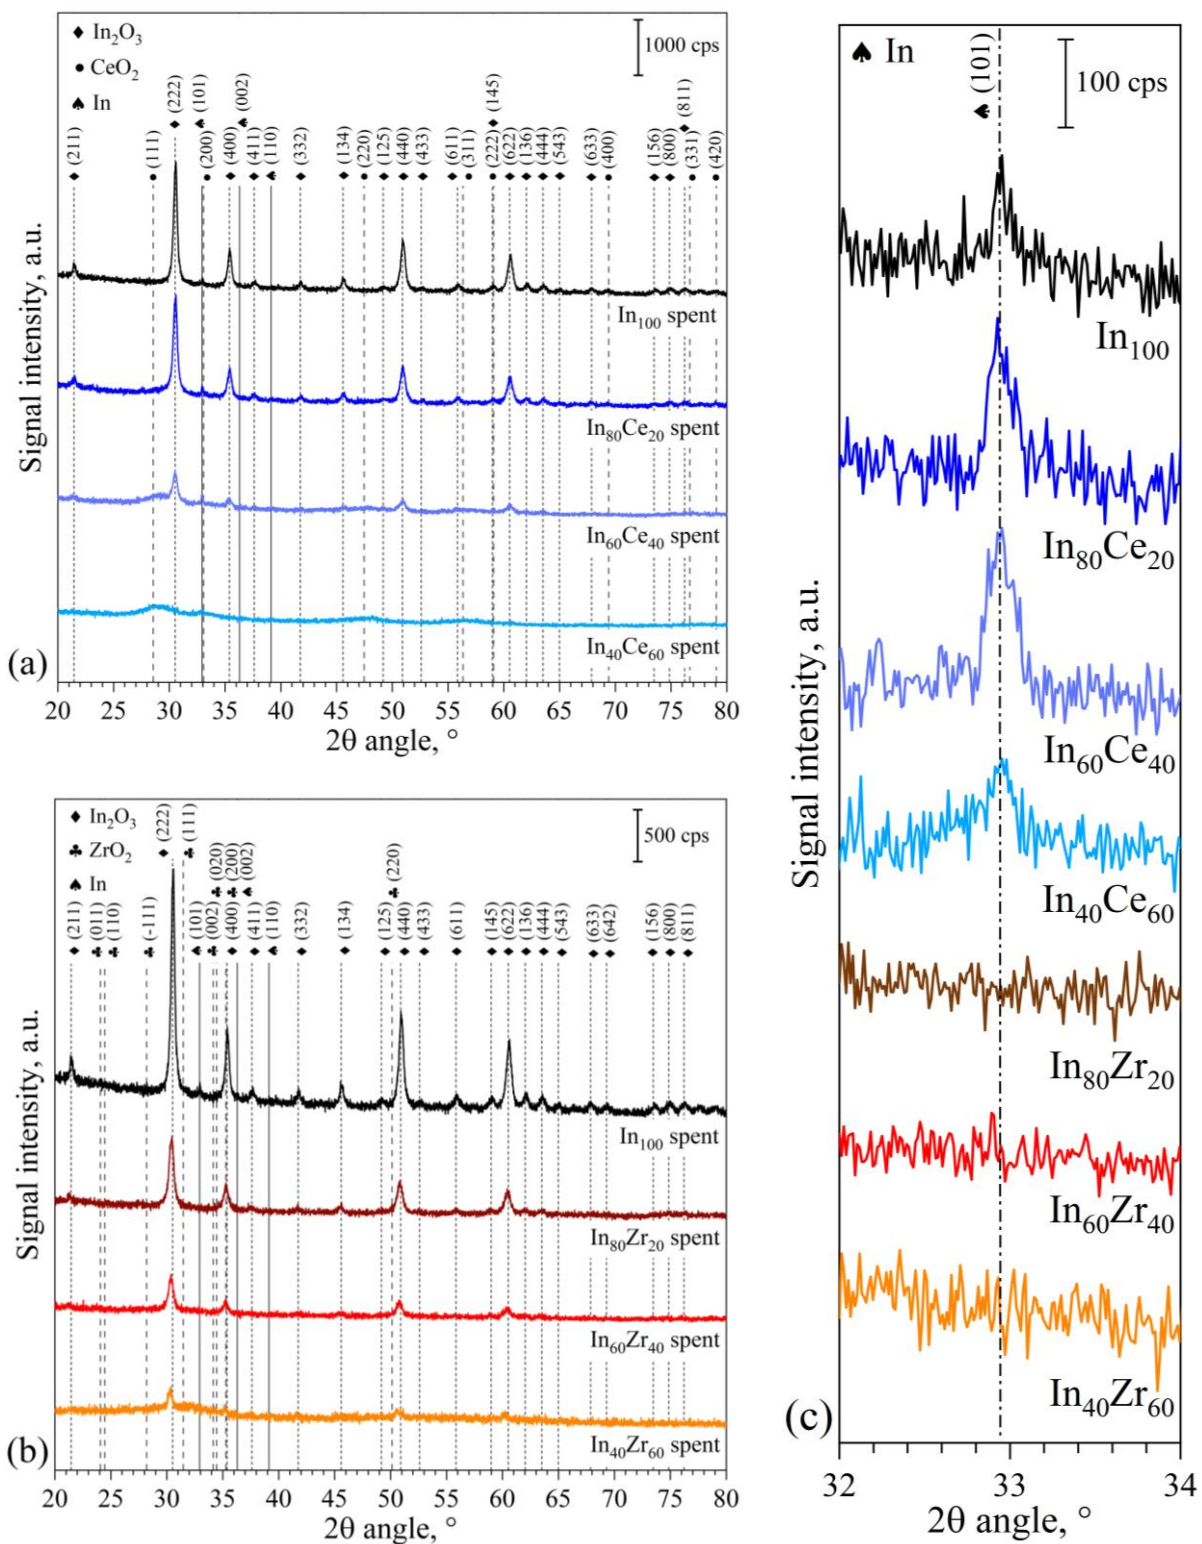 ♦ In₂O₃
● CeO₂
♠ In
1000 cps
(211)
(111)
♦ (222)
♠ (101)
(200)
(400)
♠ (002)
(411)
(110)
(332)
(134)
(220)
(125)
(440)
(433)
(611)
(311)
(222)
♦ (145)
(622)
(136)
(444)
(543)
(633)
(400)
(156)
(800)
♦ (811)
(331)
(420)
In₁₀₀ spent
In₈₀Ce₂₀ spent
In₆₀Ce₄₀ spent
In₄₀Ce₆₀ spent
Signal intensity, a.u.
(a)
20 25 30 35 40 45 50 55 60 65 70 75 80
2θ angle, °
♦ In₂O₃
♣ ZrO₂
♠ In
500 cps
♦ (211)
♣ (011)
♣ (110)
♣ (-111)
♦ (222)
♣ (111)
♠ (101)
♣ (002)
♣ (020)
♣ (200)
♦ (400)
♠ (002)
♦ (411)
♠ (110)
♦ (332)
♦ (134)
♦ (125)
♣ (220)
♦ (440)
♦ (433)
♦ (611)
♦ (145)
♦ (622)
♦ (136)
♦ (444)
♦ (543)
♦ (633)
♦ (642)
♦ (156)
♦ (800)
♦ (811)
In₁₀₀ spent
In₈₀Zr₂₀ spent
In₆₀Zr₄₀ spent
In₄₀Zr₆₀ spent
Signal intensity, a.u.
(b)
20 25 30 35 40 45 50 55 60 65 70 75 80
2θ angle, °
♠ In
♠ (101)
100 cps
In₁₀₀
In₈₀Ce₂₀
In₆₀Ce₄₀
In₄₀Ce₆₀
In₈₀Zr₂₀
In₆₀Zr₄₀
In₄₀Zr₆₀
Signal intensity, a.u.
(c)
32 33 34
2θ angle, °